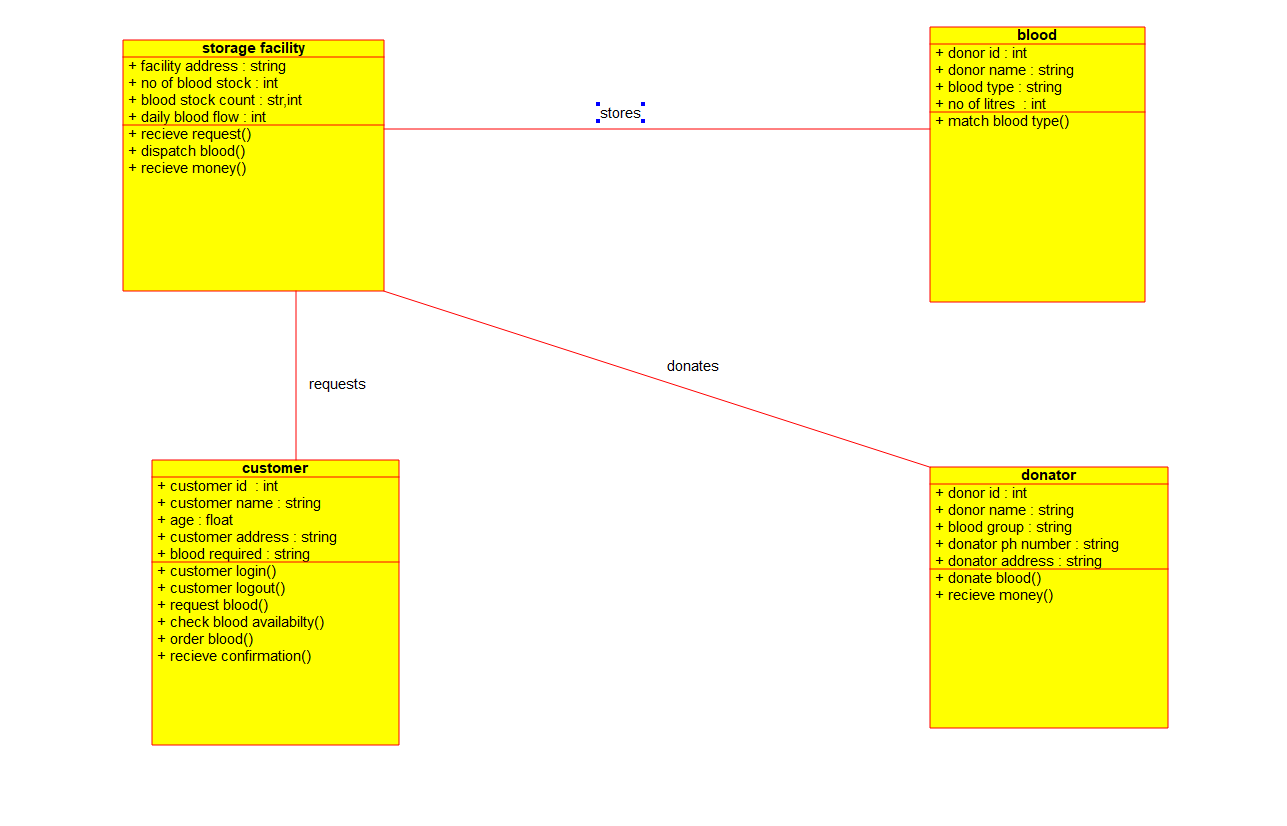 storage facility
+ facility address : string
+ no of blood stock : int
+ blood stock count : str,int
+ daily blood flow : int
+ recieve request()
+ dispatch blood()
+ recieve money()
stores
blood
+ donor id : int
+ donor name : string
+ blood type : string
+ no of litres  : int
+ match blood type()
requests
donates
customer
+ customer id  : int
+ customer name : string
+ age : float
+ customer address : string
+ blood required : string
+ customer login()
+ customer logout()
+ request blood()
+ check blood availabilty()
+ order blood()
+ recieve confirmation()
donator
+ donor id : int
+ donor name : string
+ blood group : string
+ donator ph number : string
+ donator address : string
+ donate blood()
+ recieve money()